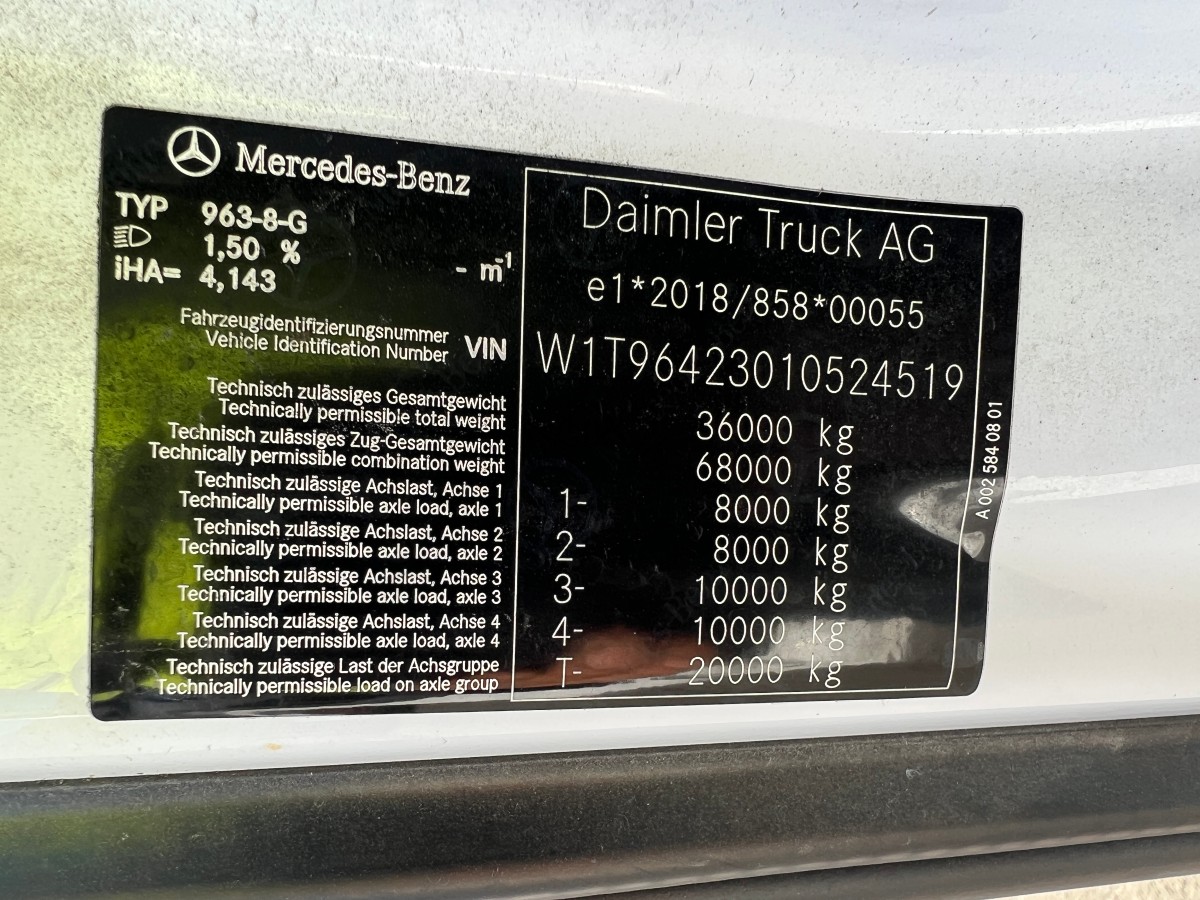 Mercedes-Benz
TYP 963-8-G
1,50 %
iHA= 4,143 - m-1
Fahrzeugidentifizierungsnummer
Vehicle Identification Number VIN
Technisch zulässiges Gesamtgewicht
Technically permissible total weight
Technisch zulässiges Zug-Gesamtgewicht
Technically permissible combination weight
Technisch zulässige Achslast, Achse 1
Technically permissible axle load, axle 1
Technisch zulässige Achslast, Achse 2
Technically permissible axle load, axle 2
Technisch zulässige Achslast, Achse 3
Technically permissible axle load, axle 3
Technisch zulässige Achslast, Achse 4
Technically permissible axle load, axle 4
Technisch zulässige Last der Achsgruppe
Technically permissible load on axle group
Daimler Truck AG
e1*2018/858*00055
W1T96423010524519
36000 kg
68000 kg
1- 8000 kg
2- 8000 kg
3- 10000 kg
4- 10000 kg
T- 20000 kg
A 002 584 08 01